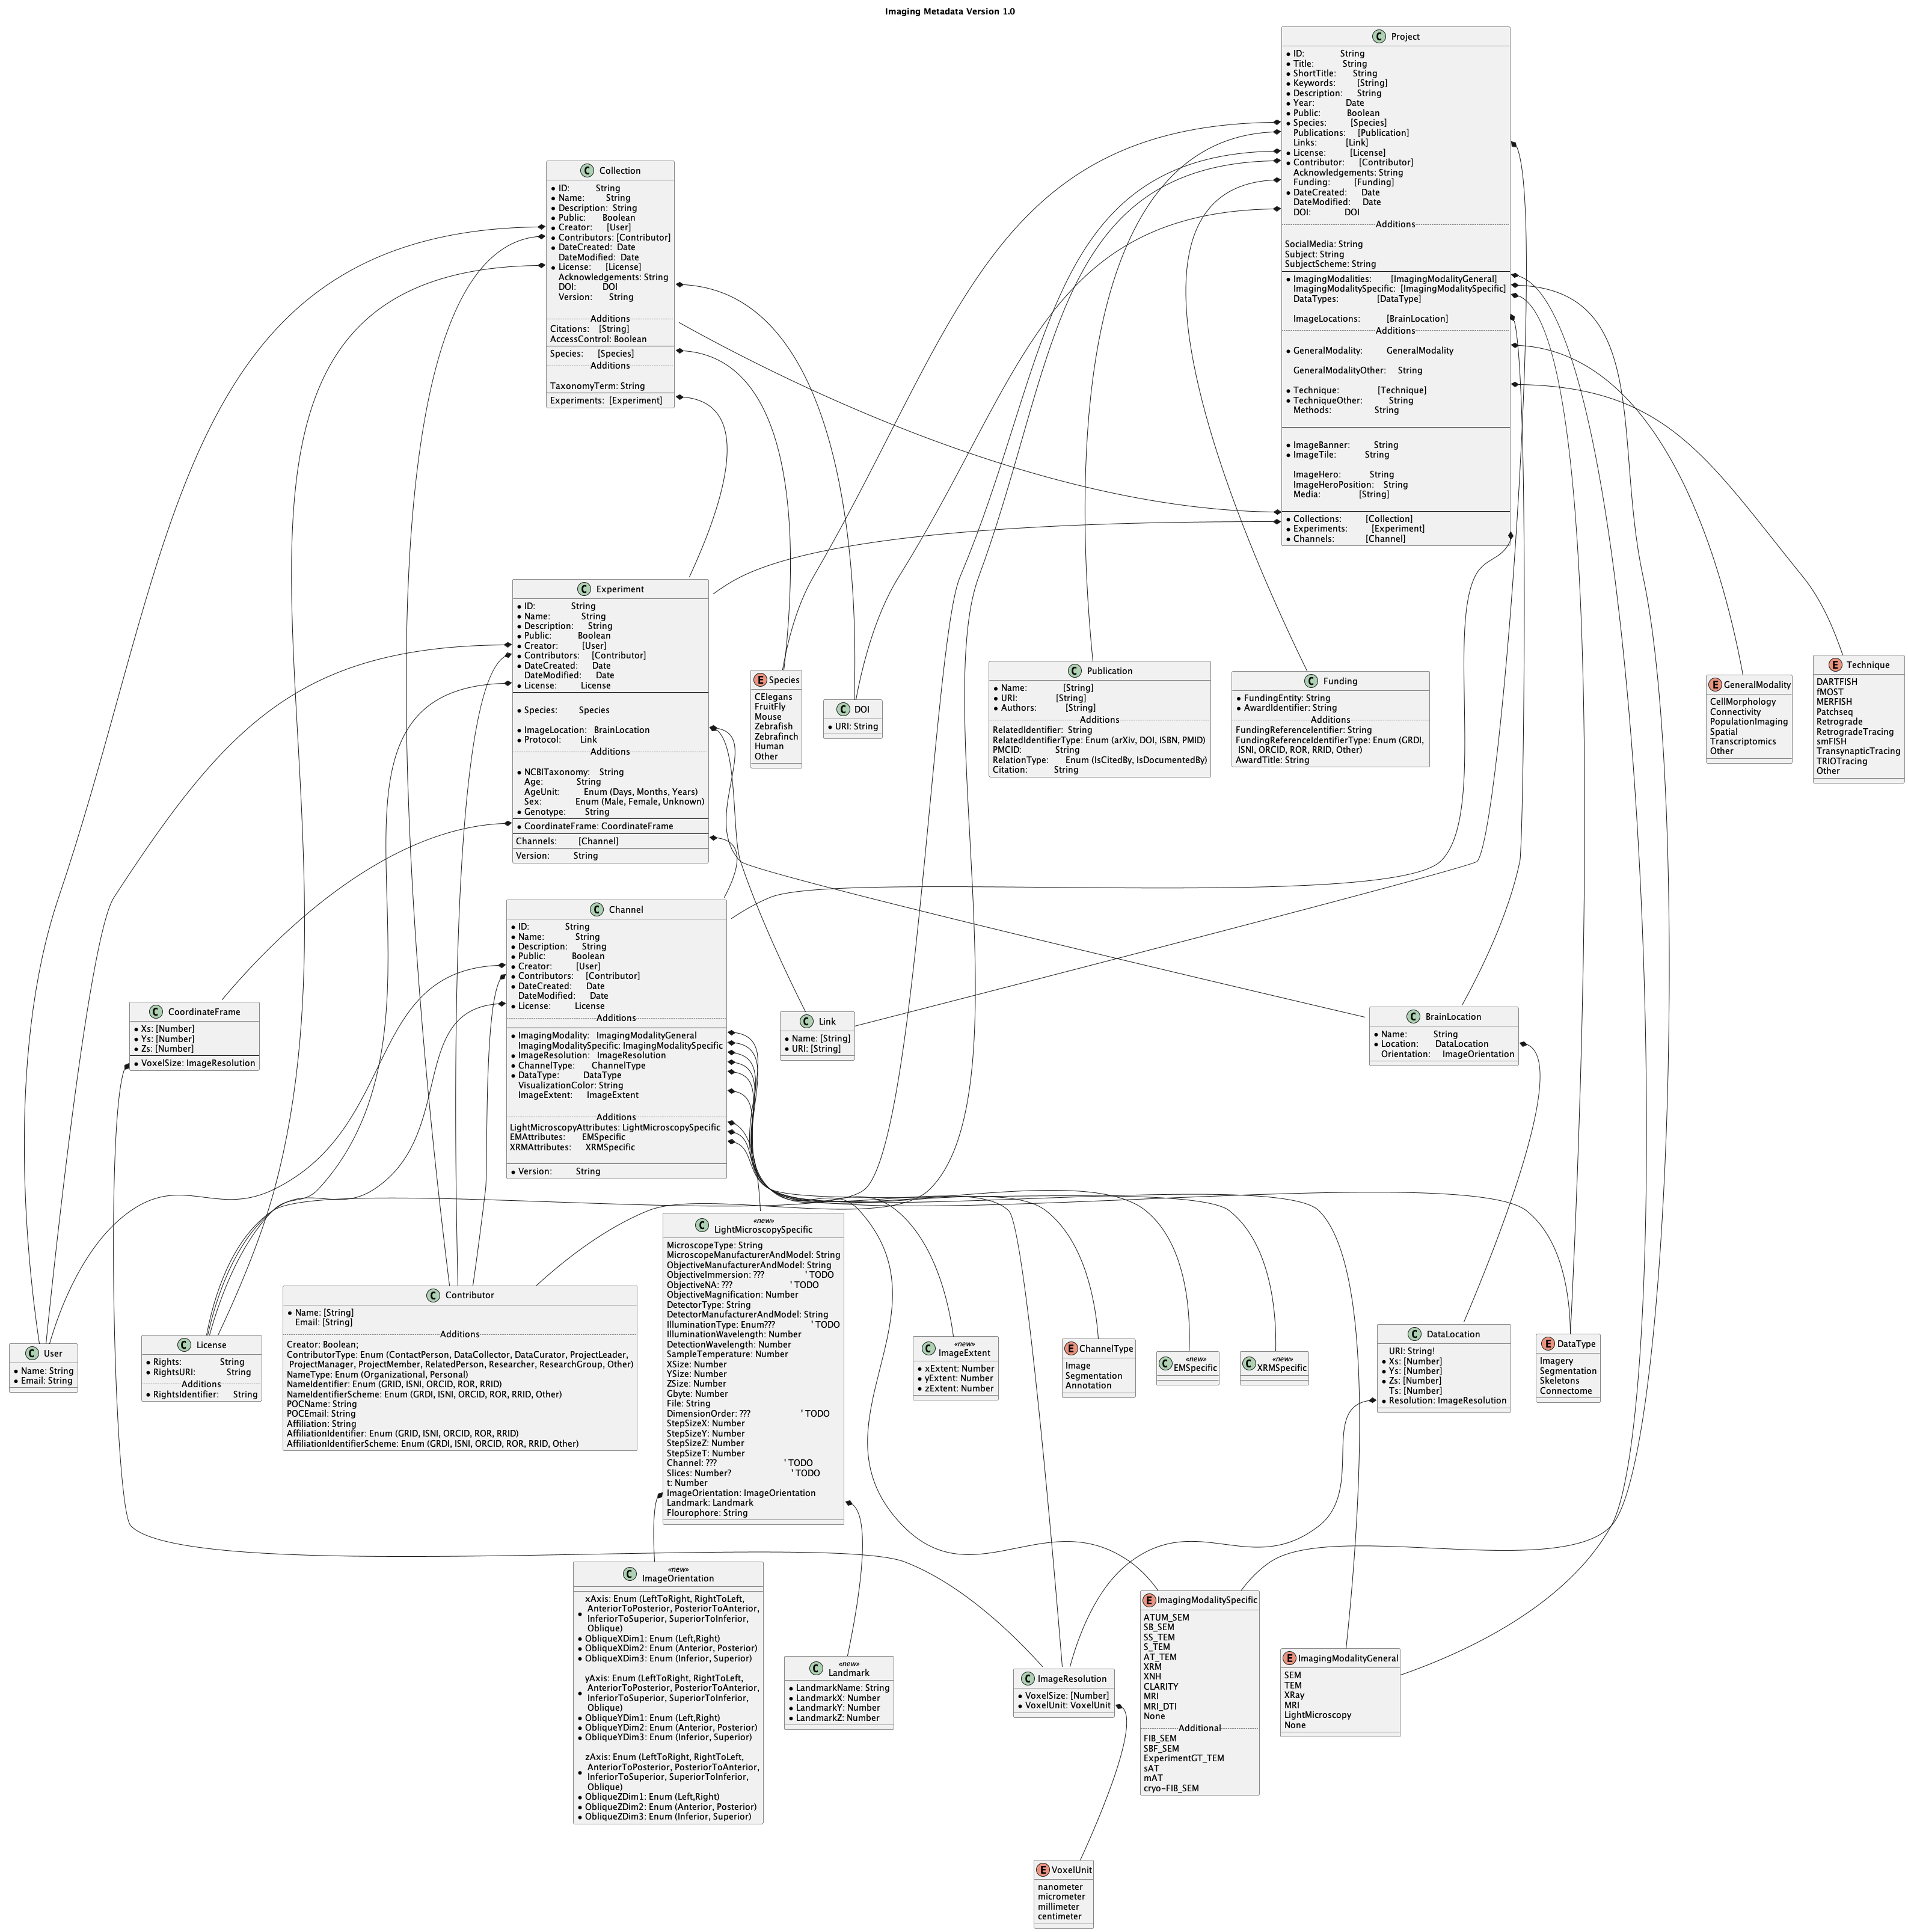 Imaging Metadata Version 1.0
C Project
• ID: String
• Title: String
• ShortTitle: String
• Keywords: [String]
• Description: String
• Year: Date
• Public: Boolean
• Species: [Species]
Publications: [Publication]
Links: [Link]
• License: [License]
• Contributor: [Contributor]
Acknowledgements: String
Funding: [Funding]
• DateCreated: Date
DateModified: Date
DOI: DOI
Additions
SocialMedia: String
Subject: String
SubjectScheme: String
• ImagingModalities: [ImagingModalityGeneral]
ImagingModalitySpecific: [ImagingModalitySpecific]
DataTypes: [DataType]
ImageLocations: [BrainLocation]
Additions
• GeneralModality: GeneralModality
GeneralModalityOther: String
• Technique: [Technique]
• TechniqueOther: String
Methods: String
• ImageBanner: String
• ImageTile: String
ImageHero: String
ImageHeroPosition: String
Media: [String]
• Collections: [Collection]
• Experiments: [Experiment]
• Channels: [Channel]
C Collection
• ID: String
• Name: String
• Description: String
• Public: Boolean
• Creator: [User]
• Contributors: [Contributor]
• DateCreated: Date
DateModified: Date
• License: [License]
Acknowledgements: String
DOI: DOI
Version: String
Additions
Citations: [String]
AccessControl: Boolean
Species: [Species]
Additions
TaxonomyTerm: String
Experiments: [Experiment]
C Experiment
• ID: String
• Name: String
• Description: String
• Public: Boolean
• Creator: [User]
• Contributors: [Contributor]
• DateCreated: Date
DateModified: Date
• License: License
• Species: Species
• ImageLocation: BrainLocation
• Protocol: Link
Additions
• NCBITaxonomy: String
Age: String
AgeUnit: Enum (Days, Months, Years)
Sex: Enum (Male, Female, Unknown)
• Genotype: String
• CoordinateFrame: CoordinateFrame
Channels: [Channel]
Version: String
E Species
CElegans
FruitFly
Mouse
Zebrafish
Zebrafinch
Human
Other
C DOI
• URI: String
C Publication
• Name: [String]
• URI: [String]
• Authors: [String]
Additions
RelatedIdentifier: String
RelatedIdentifierType: Enum (arXiv, DOI, ISBN, PMID)
PMCID: String
RelationType: Enum (IsCitedBy, IsDocumentedBy)
Citation: String
C Funding
• FundingEntity: String
• AwardIdentifier: String
Additions
FundingReferenceIentifier: String
FundingReferenceIdentifierType: Enum (GRDI,
ISNI, ORCID, ROR, RRID, Other)
AwardTitle: String
E GeneralModality
CellMorphology
Connectivity
PopulationImaging
Spatial
Transcriptomics
Other
E Technique
DARTFISH
fMOST
MERFISH
Patchseq
Retrograde
RetrogradeTracing
smFISH
TransynapticTracing
TRIOTracing
Other
C Channel
• ID: String
• Name: String
• Description: String
• Public: Boolean
• Creator: [User]
• Contributors: [Contributor]
• DateCreated: Date
DateModified: Date
• License: License
Additions
• ImagingModality: ImagingModalityGeneral
ImagingModalitySpecific: ImagingModalitySpecific
• ImageResolution: ImageResolution
• ChannelType: ChannelType
• DataType: DataType
VisualizationColor: String
ImageExtent: ImageExtent
Additions
LightMicroscopyAttributes: LightMicroscopySpecific
EMAttributes: EMSpecific
XRMAttributes: XRMSpecific
• Version: String
C CoordinateFrame
• Xs: [Number]
• Ys: [Number]
• Zs: [Number]
• VoxelSize: ImageResolution
C Link
• Name: [String]
• URI: [String]
C BrainLocation
• Name: String
• Location: DataLocation
Orientation: ImageOrientation
C User
• Name: String
• Email: String
C License
• Rights: String
• RightsURI: String
Additions
• RightsIdentifier: String
C Contributor
• Name: [String]
Email: [String]
Additions
Creator: Boolean;
ContributorType: Enum (ContactPerson, DataCollector, DataCurator, ProjectLeader,
ProjectManager, ProjectMember, RelatedPerson, Researcher, ResearchGroup, Other)
NameType: Enum (Organizational, Personal)
NameIdentifier: Enum (GRID, ISNI, ORCID, ROR, RRID)
NameIdentifierScheme: Enum (GRDI, ISNI, ORCID, ROR, RRID, Other)
POCName: String
POCEmail: String
Affiliation: String
AffiliationIdentifier: Enum (GRID, ISNI, ORCID, ROR, RRID)
AffiliationIdentifierScheme: Enum (GRDI, ISNI, ORCID, ROR, RRID, Other)
«new»
C LightMicroscopySpecific
MicroscopeType: String
MicroscopeManufacturerAndModel: String
ObjectiveManufacturerAndModel: String
ObjectiveImmersion: ??? ' TODO
ObjectiveNA: ??? ' TODO
ObjectiveMagnification: Number
DetectorType: String
DetectorManufacturerAndModel: String
IlluminationType: Enum??? ' TODO
IlluminationWavelength: Number
DetectionWavelength: Number
SampleTemperature: Number
XSize: Number
YSize: Number
ZSize: Number
Gbyte: Number
File: String
DimensionOrder: ??? ' TODO
StepSizeX: Number
StepSizeY: Number
StepSizeZ: Number
StepSizeT: Number
Channel: ??? ' TODO
Slices: Number? ' TODO
t: Number
ImageOrientation: ImageOrientation
Landmark: Landmark
Flourophore: String
«new»
C ImageExtent
• xExtent: Number
• yExtent: Number
• zExtent: Number
E ChannelType
Image
Segmentation
Annotation
«new»
C EMSpecific
«new»
C XRMSpecific
C DataLocation
URI: String!
• Xs: [Number]
• Ys: [Number]
• Zs: [Number]
Ts: [Number]
• Resolution: ImageResolution
E DataType
Imagery
Segmentation
Skeletons
Connectome
«new»
C ImageOrientation
xAxis: Enum (LeftToRight, RightToLeft,
AnteriorToPosterior, PosteriorToAnterior,
• InferiorToSuperior, SuperiorToInferior,
Oblique)
• ObliqueXDim1: Enum (Left,Right)
• ObliqueXDim2: Enum (Anterior, Posterior)
• ObliqueXDim3: Enum (Inferior, Superior)
yAxis: Enum (LeftToRight, RightToLeft,
AnteriorToPosterior, PosteriorToAnterior,
• InferiorToSuperior, SuperiorToInferior,
Oblique)
• ObliqueYDim1: Enum (Left,Right)
• ObliqueYDim2: Enum (Anterior, Posterior)
• ObliqueYDim3: Enum (Inferior, Superior)
zAxis: Enum (LeftToRight, RightToLeft,
AnteriorToPosterior, PosteriorToAnterior,
• InferiorToSuperior, SuperiorToInferior,
Oblique)
• ObliqueZDim1: Enum (Left,Right)
• ObliqueZDim2: Enum (Anterior, Posterior)
• ObliqueZDim3: Enum (Inferior, Superior)
«new»
C Landmark
• LandmarkName: String
• LandmarkX: Number
• LandmarkY: Number
• LandmarkZ: Number
C ImageResolution
• VoxelSize: [Number]
• VoxelUnit: VoxelUnit
E ImagingModalitySpecific
ATUM_SEM
SB_SEM
SS_TEM
S_TEM
AT_TEM
XRM
XNH
CLARITY
MRI
MRI_DTI
None
Additional
FIB_SEM
SBF_SEM
ExperimentGT_TEM
sAT
mAT
cryo-FIB_SEM
E ImagingModalityGeneral
SEM
TEM
XRay
MRI
LightMicroscopy
None
E VoxelUnit
nanometer
micrometer
millimeter
centimeter